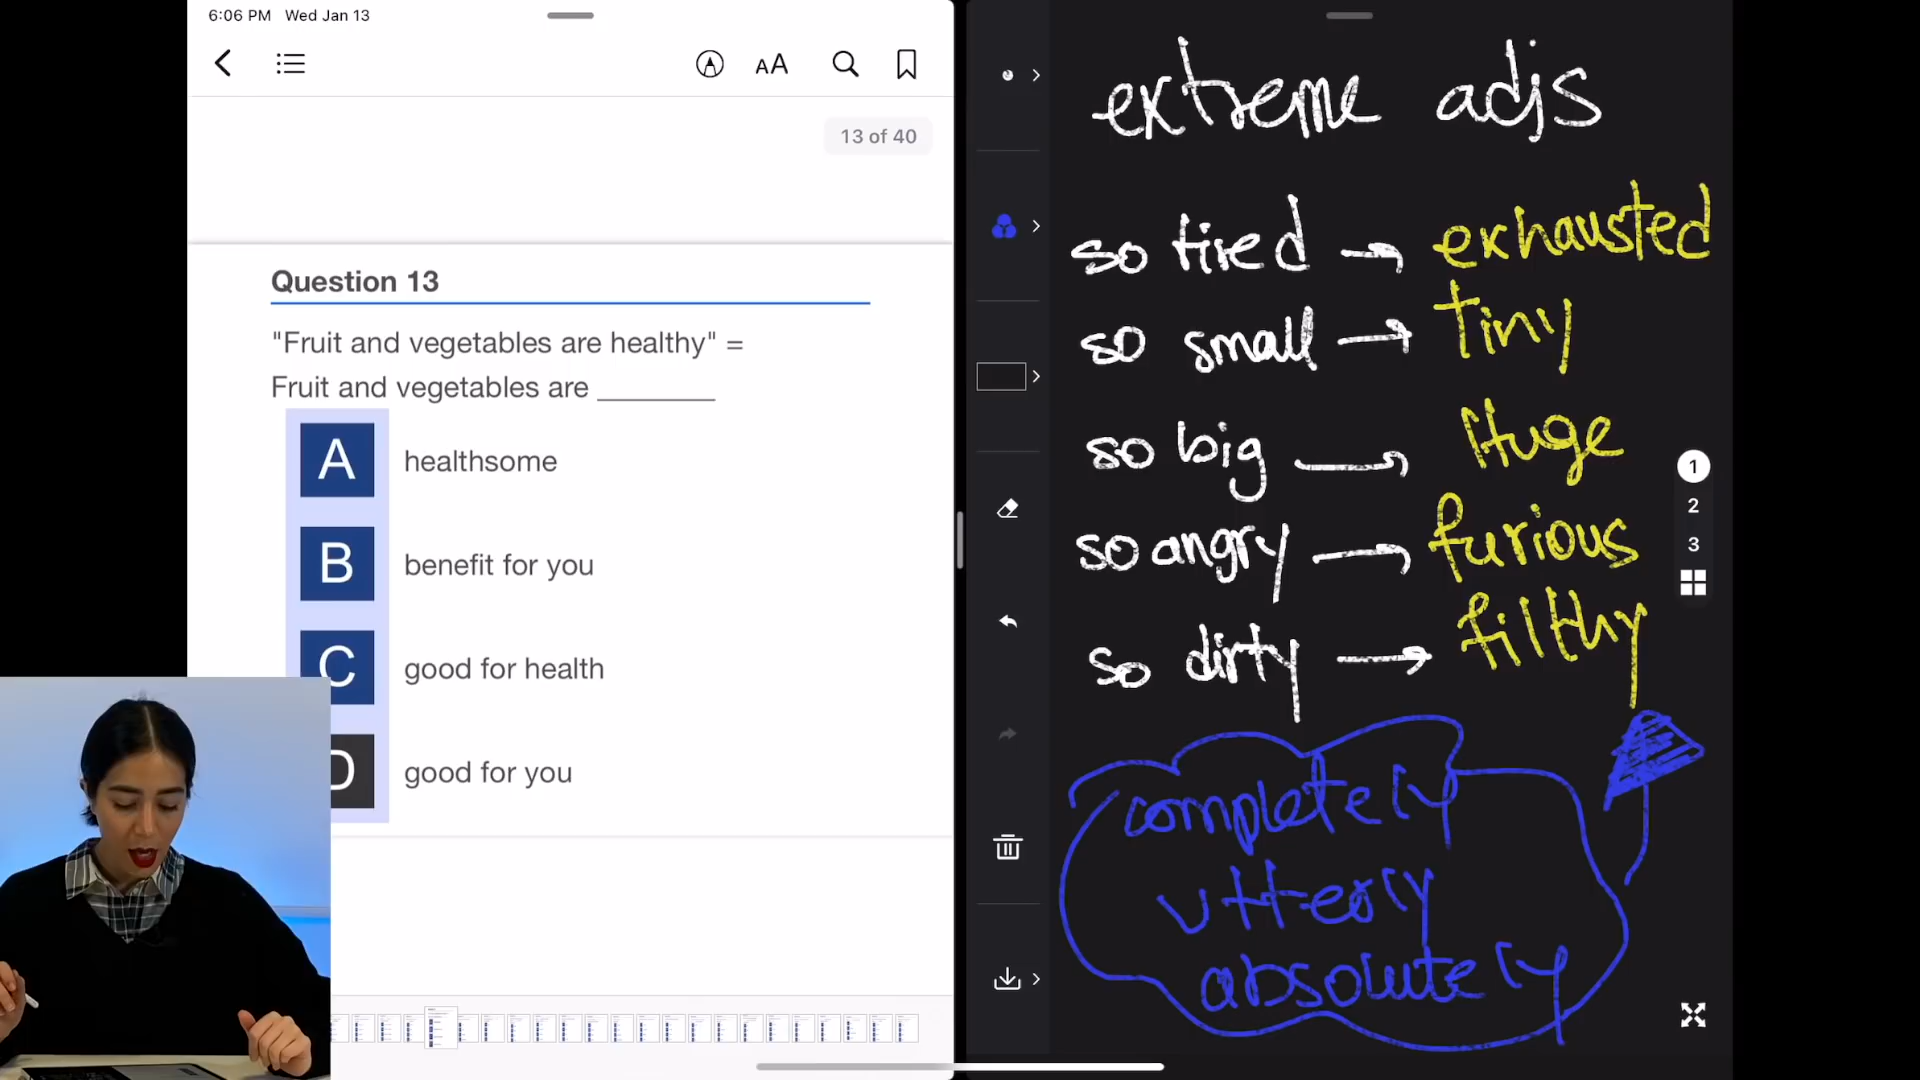 6:06 PM Wed Jan 13
AA
13 of 40
Question 13
"Fruit and vegetables are healthy" =
Fruit and vegetables are ________
A healthsome
B benefit for you
C good for health
D good for you
extreme adjs
so tired → exhausted
so small → tiny
so big → Huge
so angry → furious
so dirty → filthy
completely
utterly
absolutely
1
2
3